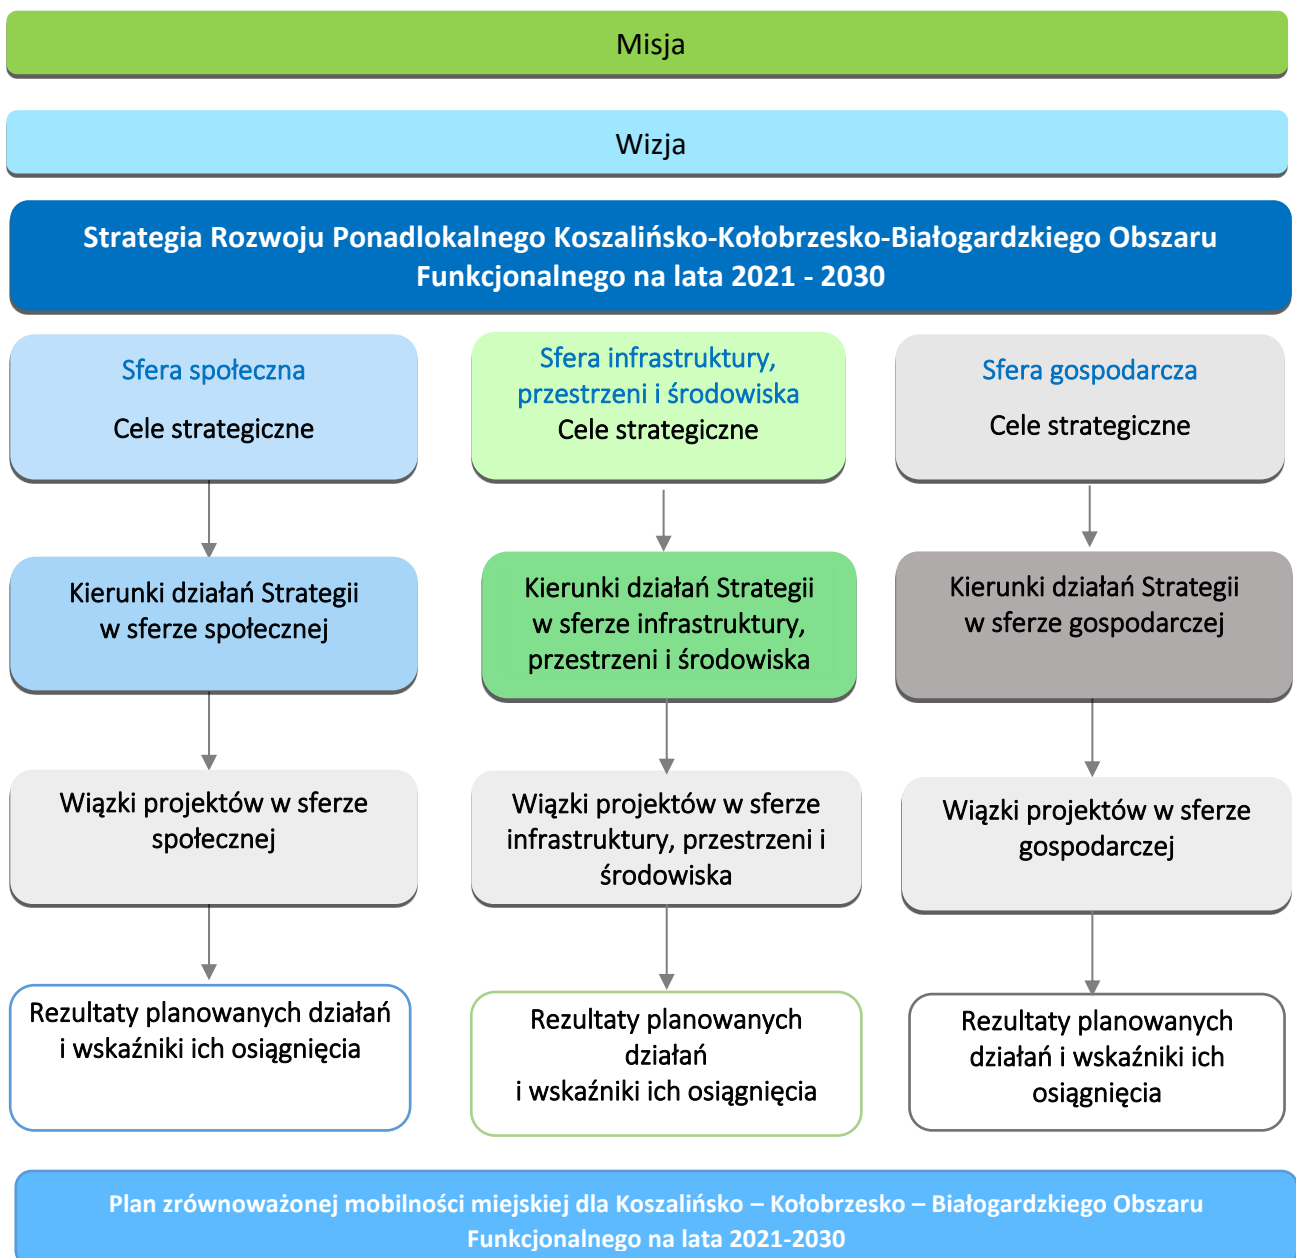 Misja
Wizja
Strategia Rozwoju Ponadlokalnego Koszalińsko-Kołobrzesko-Białogardzkiego Obszaru
Funkcjonalnego na lata 2021 - 2030
Sfera społeczna
Cele strategiczne
Sfera infrastruktury,
przestrzeni i środowiska
Cele strategiczne
Sfera gospodarcza
Cele strategiczne
Kierunki działań Strategii
w sferze społecznej
Kierunki działań Strategii
w sferze infrastruktury,
przestrzeni i środowiska
Kierunki działań Strategii
w sferze gospodarczej
Wiązki projektów w sferze
społecznej
Wiązki projektów w sferze
infrastruktury, przestrzeni i
środowiska
Wiązki projektów w sferze
gospodarczej
Rezultaty planowanych działań
i wskaźniki ich osiągnięcia
Rezultaty planowanych
działań
i wskaźniki ich osiągnięcia
Rezultaty planowanych
działań i wskaźniki ich
osiągnięcia
Plan zrównoważonej mobilności miejskiej dla Koszalińsko – Kołobrzesko – Białogardzkiego Obszaru
Funkcjonalnego na lata 2021-2030